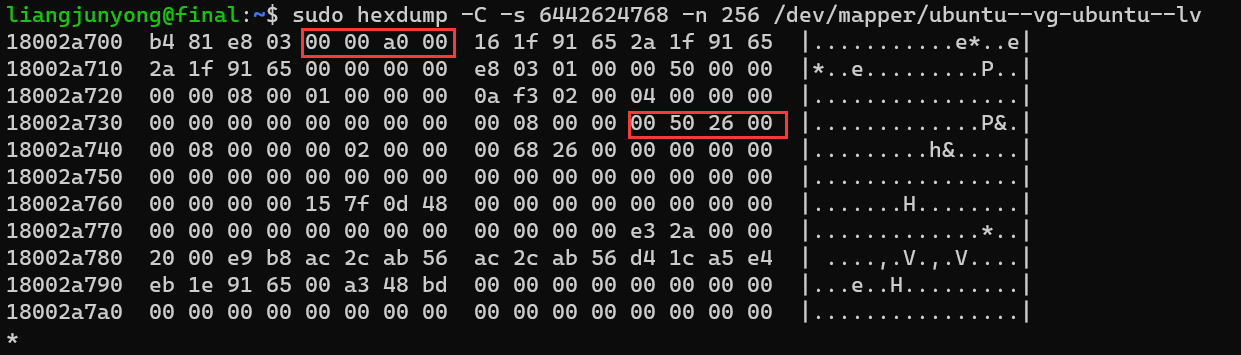 liangjunyong@final:~$ sudo hexdump -C -s 6442624768 -n 256 /dev/mapper/ubuntu--vg-ubuntu--lv
18002a700  b4 81 e8 03 00 00 a0 00  16 1f 91 65 2a 1f 91 65  |...........e*..e|
18002a710  2a 1f 91 65 00 00 00 00  e8 03 01 00 00 50 00 00  |*..e.........P..|
18002a720  00 00 08 00 01 00 00 00  0a f3 02 00 04 00 00 00  |................|
18002a730  00 00 00 00 00 00 00 00  00 08 00 00 00 50 26 00  |.............P&.|
18002a740  00 08 00 00 00 02 00 00  00 68 26 00 00 00 00 00  |.........h&.....|
18002a750  00 00 00 00 00 00 00 00  00 00 00 00 00 00 00 00  |................|
18002a760  00 00 00 00 15 7f 0d 48  00 00 00 00 00 00 00 00  |.......H........|
18002a770  00 00 00 00 00 00 00 00  00 00 00 00 e3 2a 00 00  |.............*..|
18002a780  20 00 e9 b8 ac 2c ab 56  ac 2c ab 56 d4 1c a5 e4  | ....,.V.,.V....|
18002a790  eb 1e 91 65 00 a3 48 bd  00 00 00 00 00 00 00 00  |...e..H.........|
18002a7a0  00 00 00 00 00 00 00 00  00 00 00 00 00 00 00 00  |................|
*